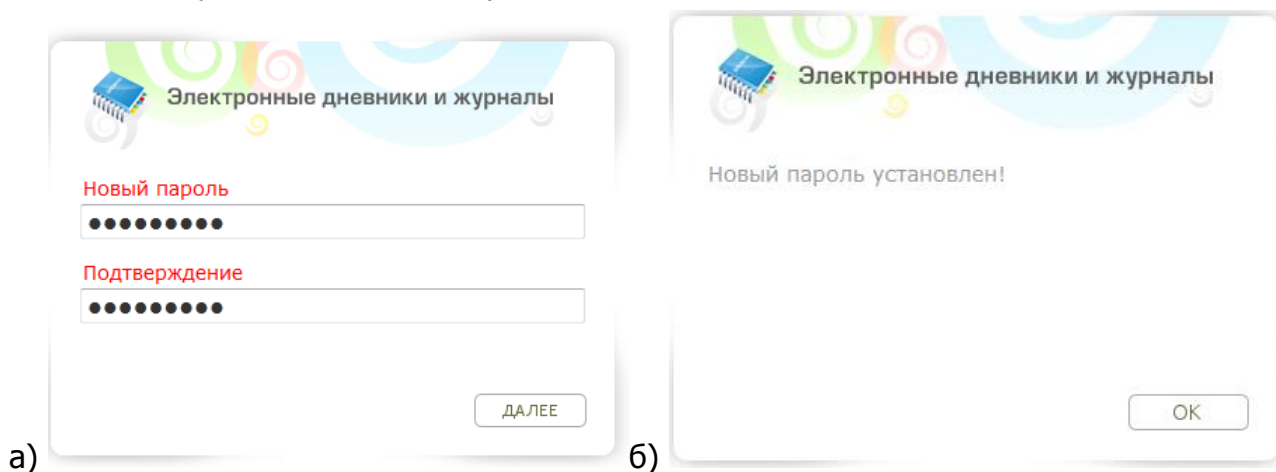 Электронные дневники и журналы
Новый пароль
●●●●●●●●●
Подтверждение
●●●●●●●●●
ДАЛЕЕ
а)
Электронные дневники и журналы
Новый пароль установлен!
OK
б)